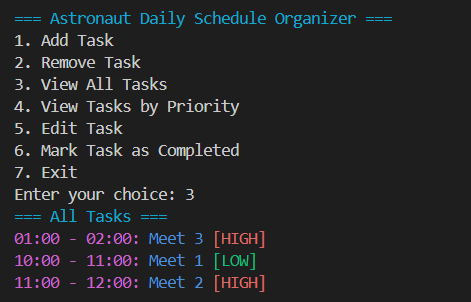 === Astronaut Daily Schedule Organizer ===
1. Add Task
2. Remove Task
3. View All Tasks
4. View Tasks by Priority
5. Edit Task
6. Mark Task as Completed
7. Exit
Enter your choice: 3
=== All Tasks ===
01:00 - 02:00: Meet 3 [HIGH]
10:00 - 11:00: Meet 1 [LOW]
11:00 - 12:00: Meet 2 [HIGH]